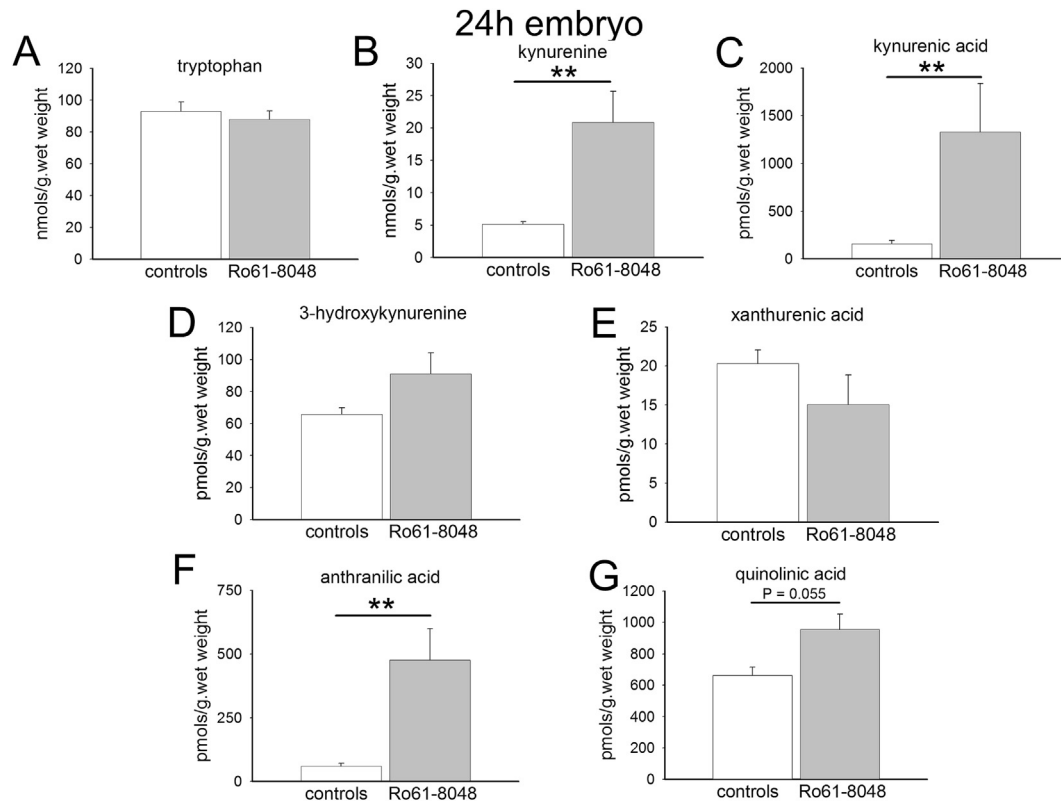 24h embryo
A
tryptophan
nmols/g.wet weight
120
100
80
60
40
20
0
controls
Ro61-8048
B
kynurenine
**
nmols/g.wet weight
30
25
20
15
10
5
0
controls
Ro61-8048
C
kynurenic acid
**
pmols/g.wet weight
2000
1500
1000
500
0
controls
Ro61-8048
D
3-hydroxykynurenine
pmols/g.wet weight
120
100
80
60
40
20
0
controls
Ro61-8048
E
xanthurenic acid
pmols/g.wet weight
25
20
15
10
5
0
controls
Ro61-8048
F
anthranilic acid
**
pmols/g.wet weight
750
500
250
0
controls
Ro61-8048
G
quinolinic acid
P = 0.055
pmols/g.wet weight
1200
1000
800
600
400
200
0
controls
Ro61-8048